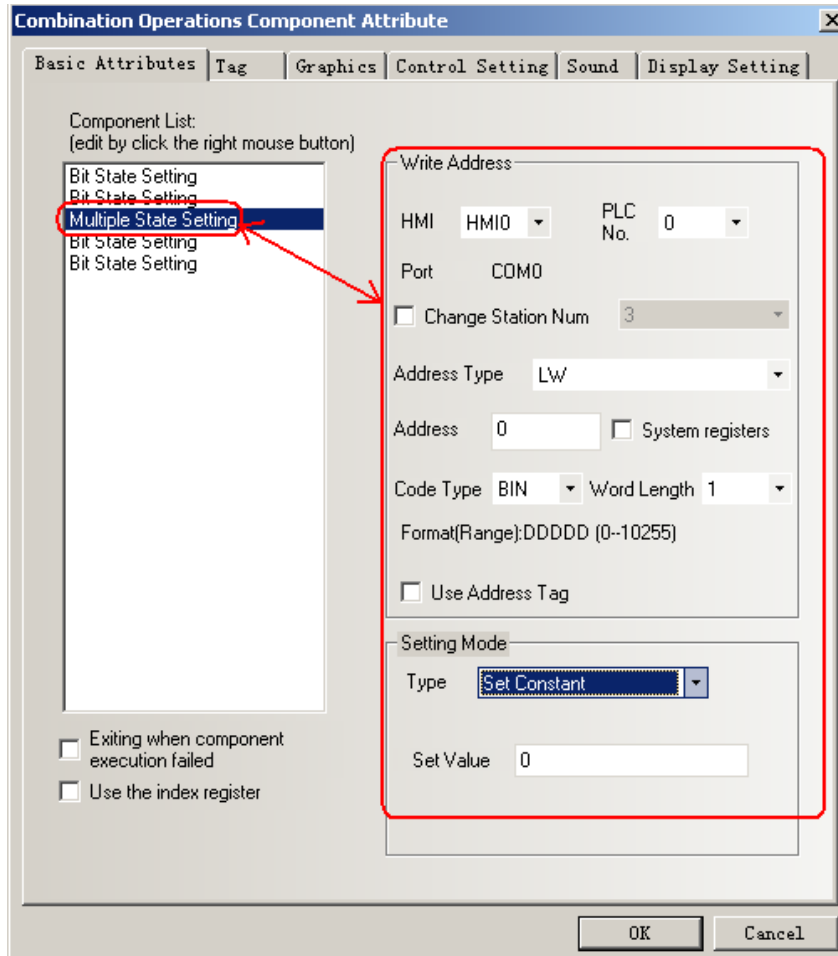 Combination Operations Component Attribute
Basic Attributes Tag Graphics Control Setting Sound Display Setting
Component List:
(edit by click the right mouse button)
Bit State Setting
Bit State Setting
Multiple State Setting
Bit State Setting
Bit State Setting
Exiting when component
execution failed
Use the index register
Write Address
HMI HMI0 PLC No. 0
Port COM0
Change Station Num 3
Address Type LW
Address 0 System registers
Code Type BIN Word Length 1
Format(Range):DDDDD (0--10255)
Use Address Tag
Setting Mode
Type Set Constant
Set Value 0
OK Cancel